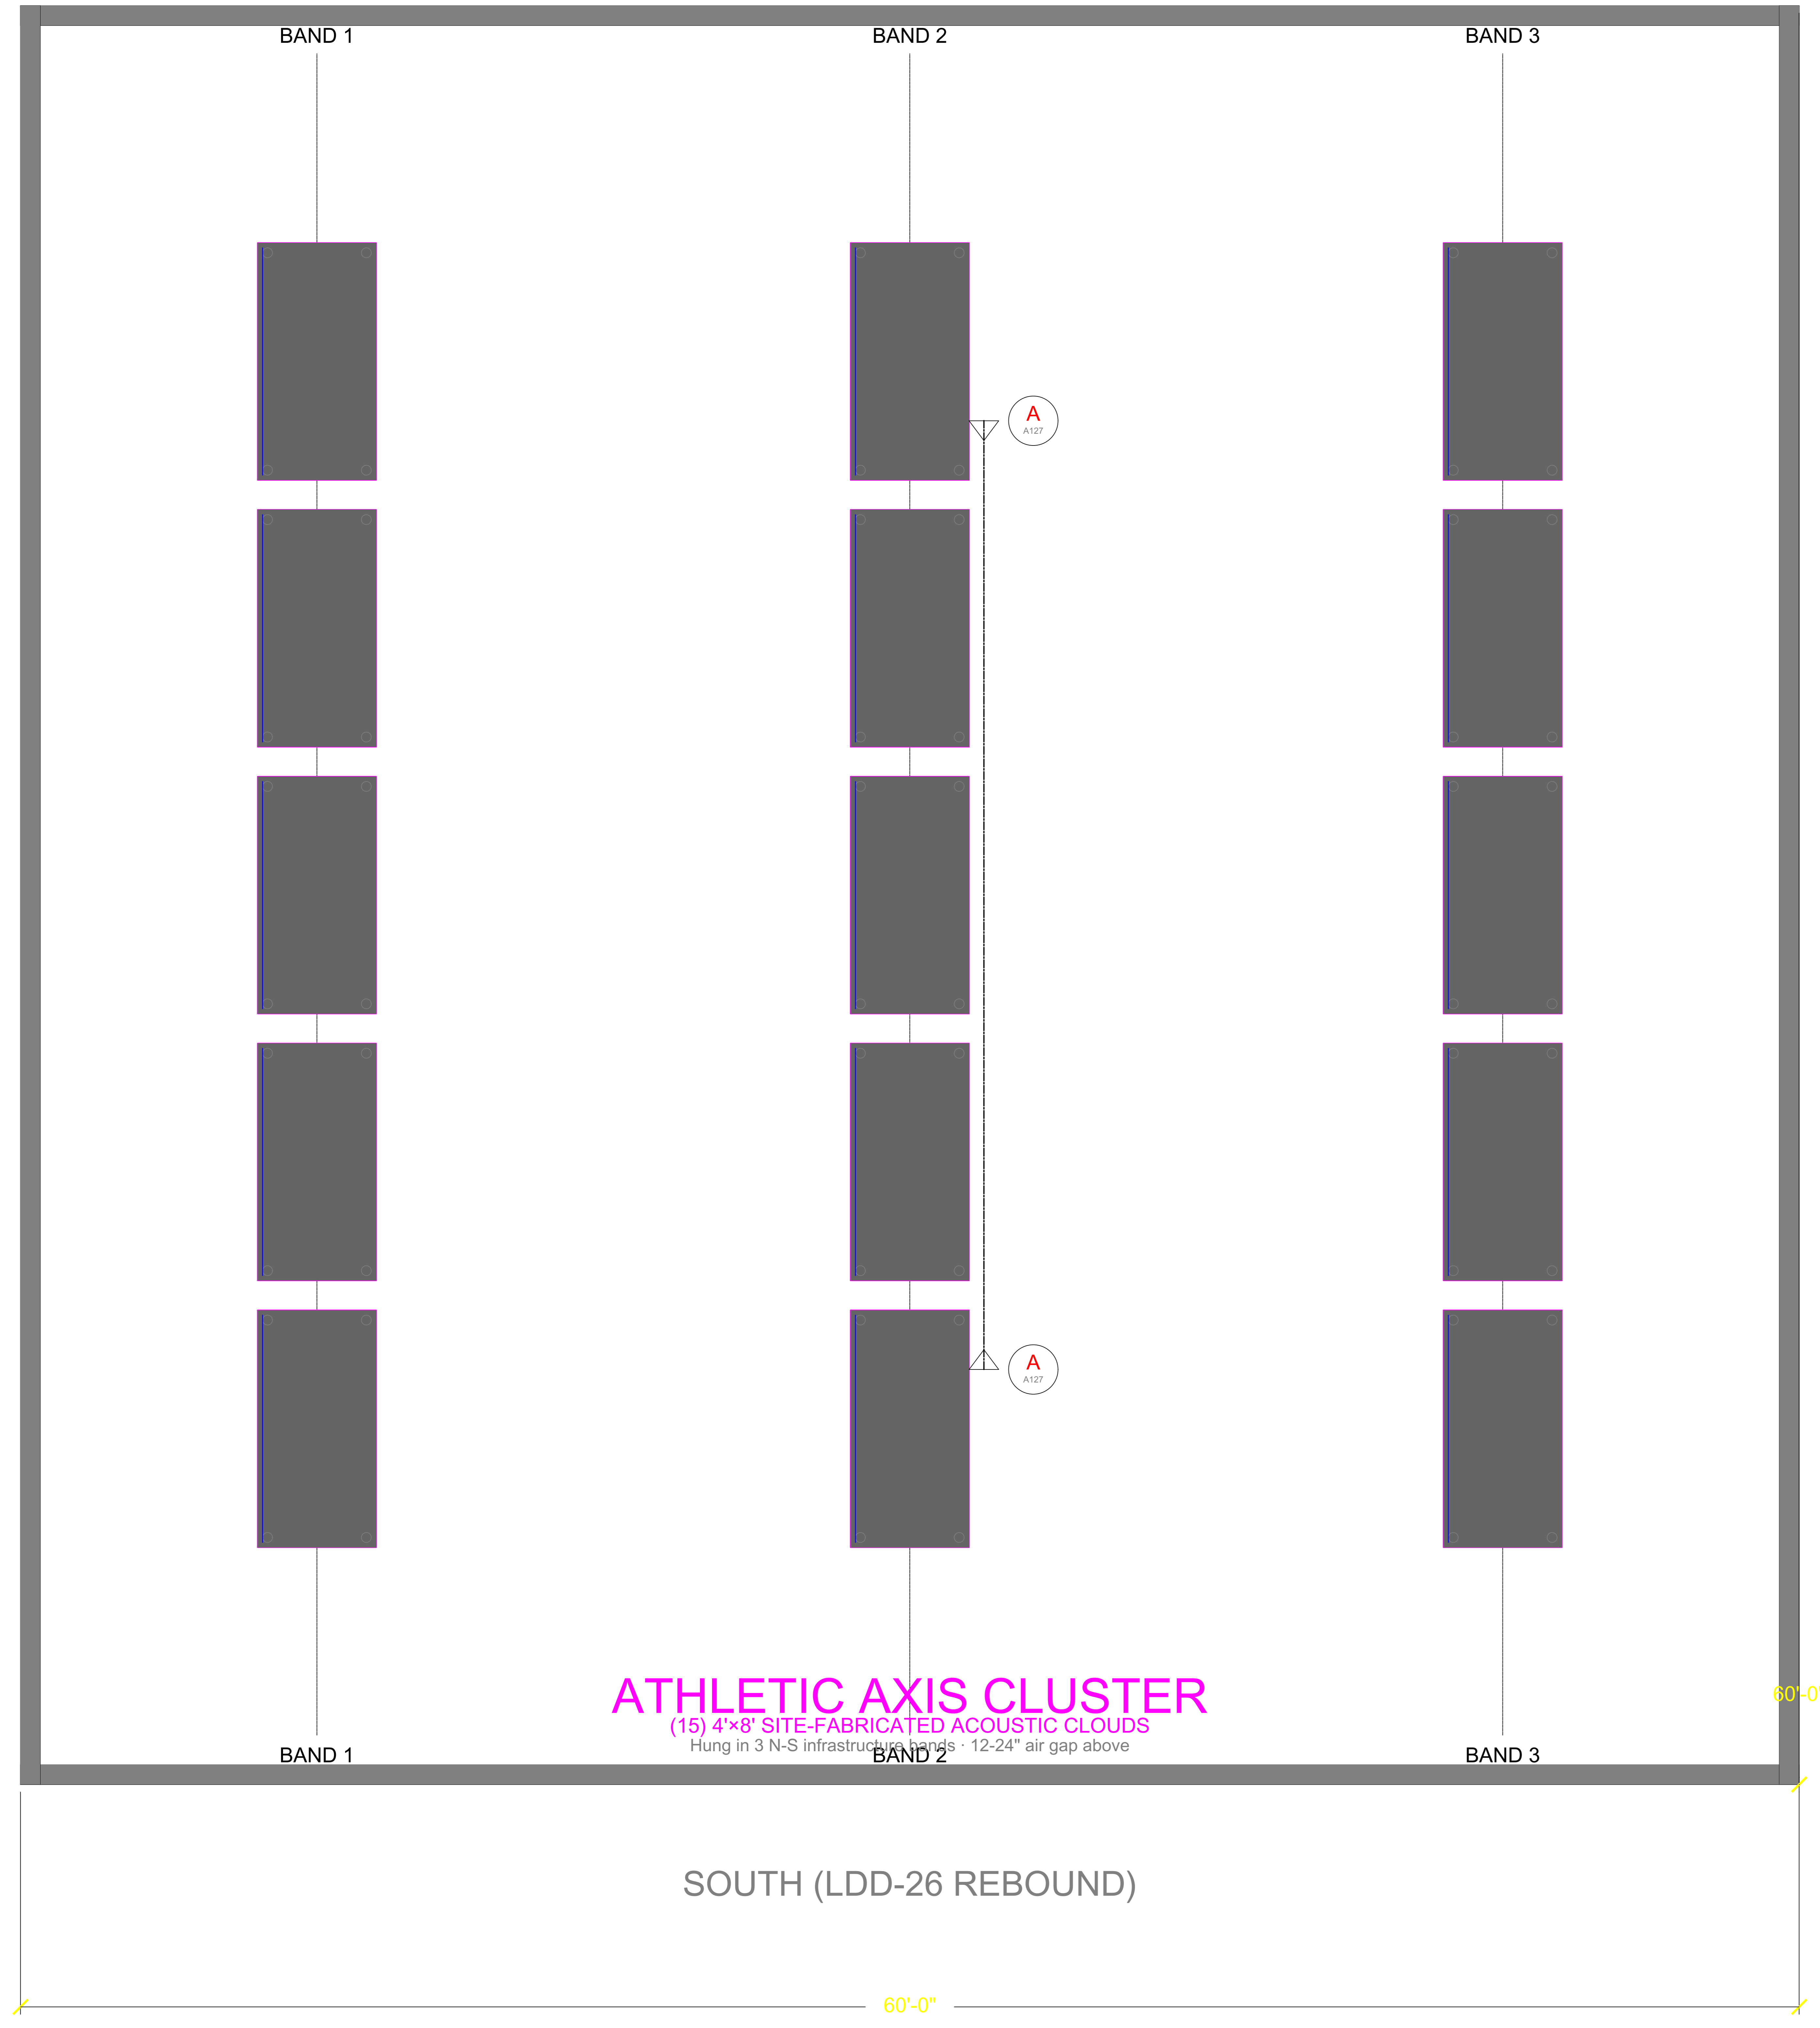 BAND 1
BAND 2
BAND 3
A
A127
A
A127
ATHLETIC AXIS CLUSTER
(15) 4'×8' SITE-FABRICATED ACOUSTIC CLOUDS
Hung in 3 N-S infrastructure bands · 12-24" air gap above
60'-0
BAND 1
BAND 2
BAND 3
SOUTH (LDD-26 REBOUND)
60'-0"